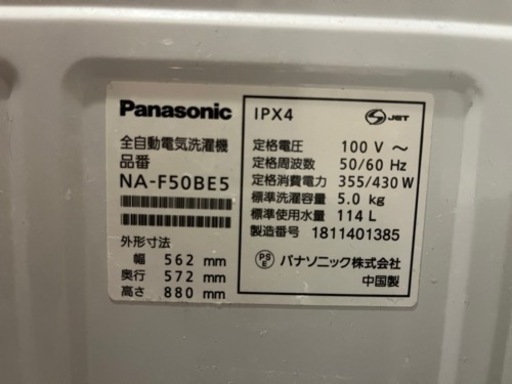 Panasonic
全自動電気洗濯機
品番
NA-F50BE5
外形寸法
幅 562 mm
奥行 572 mm
高さ 880 mm
IPX4
S JET
定格電圧 100 V ～
定格周波数 50/60 Hz
定格消費電力 355/430 W
標準洗濯容量 5.0 kg
標準使用水量 114 L
製造番号 1811401385
PS E パナソニック株式会社
中国製